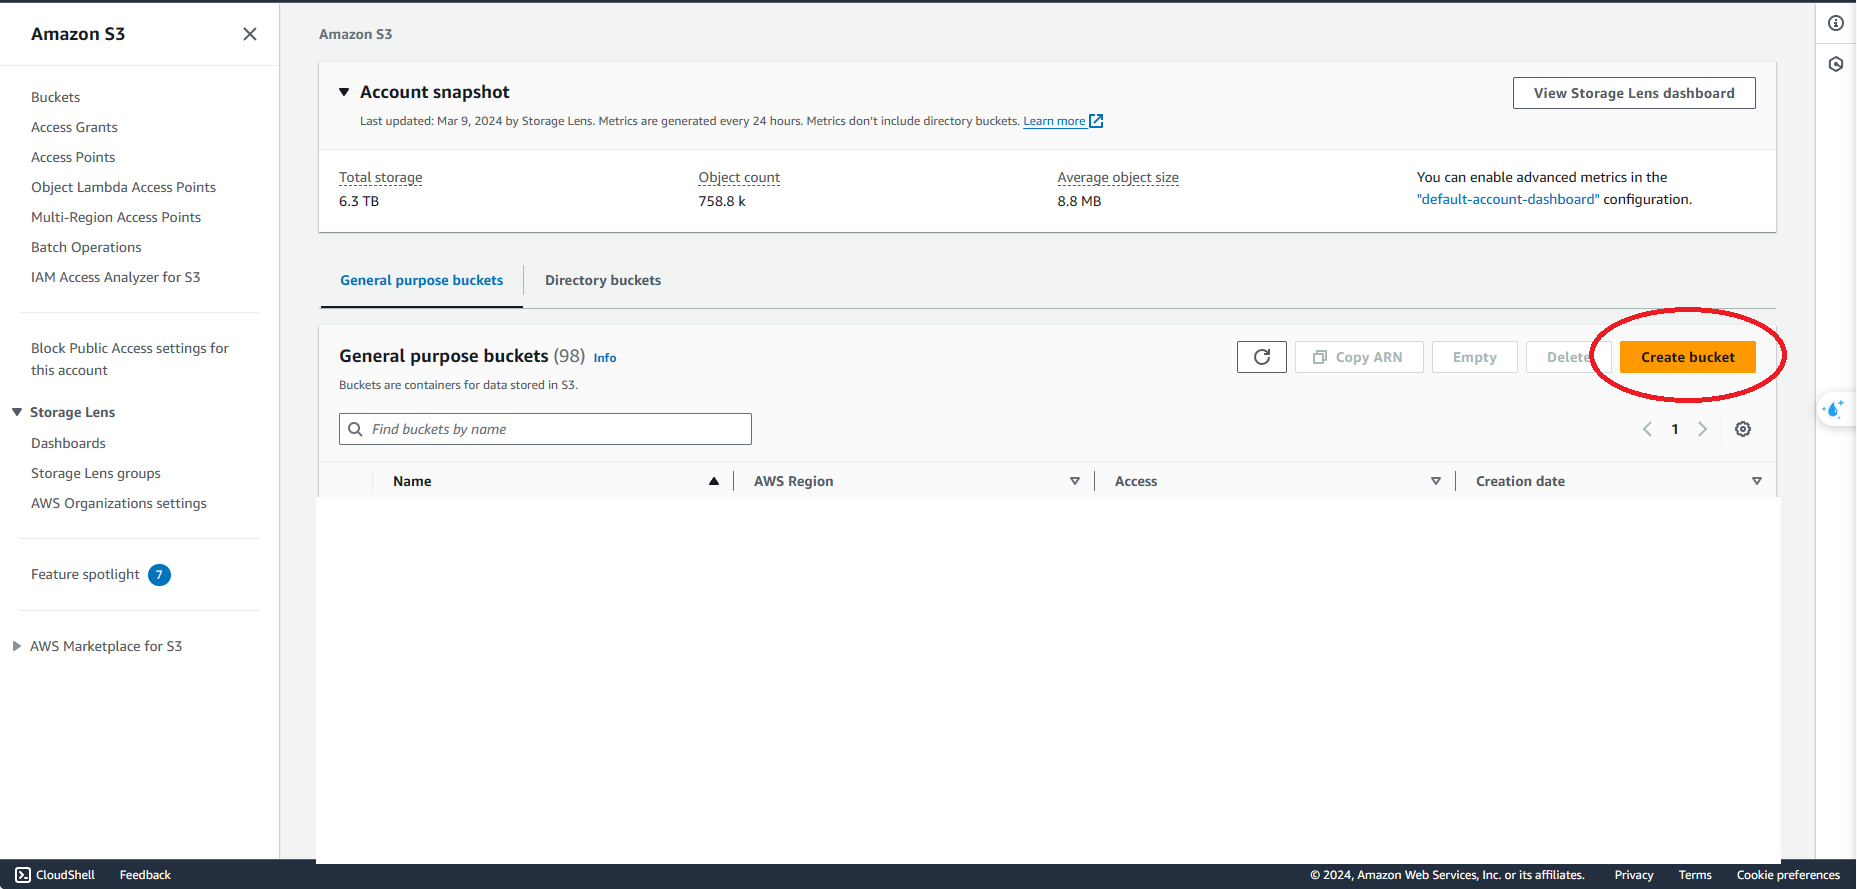 Amazon S3
Buckets
Access Grants
Access Points
Object Lambda Access Points
Multi-Region Access Points
Batch Operations
IAM Access Analyzer for S3
Block Public Access settings for
this account
Storage Lens
Dashboards
Storage Lens groups
AWS Organizations settings
Feature spotlight 7
AWS Marketplace for S3
Amazon S3
Account snapshot
View Storage Lens dashboard
Last updated: Mar 9, 2024 by Storage Lens. Metrics are generated every 24 hours. Metrics don't include directory buckets. Learn more
Total storage
6.3 TB
Object count
758.8 k
Average object size
8.8 MB
You can enable advanced metrics in the
"default-account-dashboard" configuration.
General purpose buckets
Directory buckets
General purpose buckets (98) Info
Buckets are containers for data stored in S3.
Copy ARN
Empty
Delete
Create bucket
Find buckets by name
1
Name
AWS Region
Access
Creation date
CloudShell
Feedback
© 2024, Amazon Web Services, Inc. or its affiliates.
Privacy
Terms
Cookie preferences